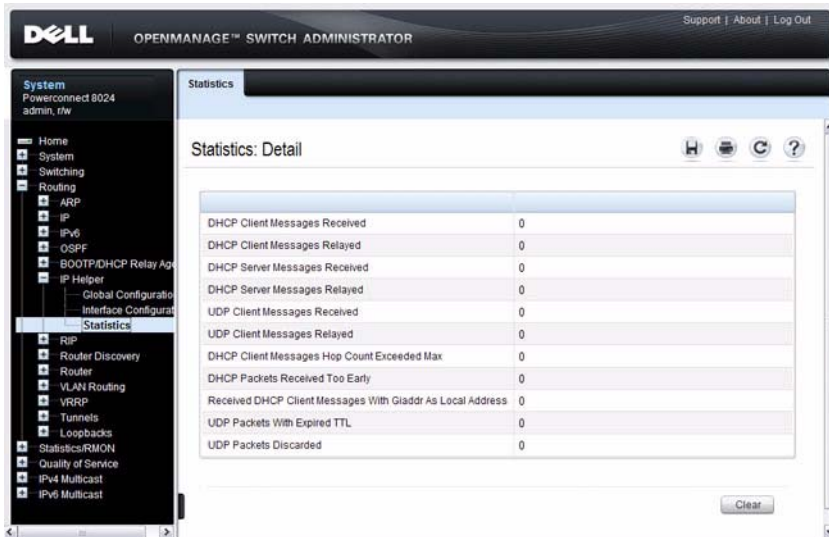 Support | About | Log Out
DELL
OPENMANAGE™ SWITCH ADMINISTRATOR
System
Powerconnect 8024
admin, r/w
Home
System
Switching
Routing
ARP
IP
IPv6
OSPF
BOOTP/DHCP Relay Age
IP Helper
Global Configuratio
Interface Configurat
Statistics
RIP
Router Discovery
Router
VLAN Routing
VRRP
Tunnels
Loopbacks
Statistics/RMON
Quality of Service
IPv4 Multicast
IPv6 Multicast
Statistics
Statistics: Detail
DHCP Client Messages Received 0
DHCP Client Messages Relayed 0
DHCP Server Messages Received 0
DHCP Server Messages Relayed 0
UDP Client Messages Received 0
UDP Client Messages Relayed 0
DHCP Client Messages Hop Count Exceeded Max 0
DHCP Packets Received Too Early 0
Received DHCP Client Messages With Giaddr As Local Address 0
UDP Packets With Expired TTL 0
UDP Packets Discarded 0
Clear